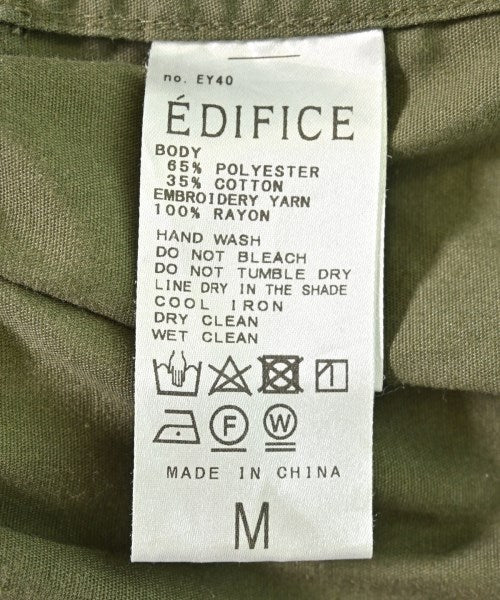 no. EY40
ÉDIFICE
BODY
65% POLYESTER
35% COTTON
EMBROIDERY YARN
100% RAYON
HAND WASH
DO NOT BLEACH
DO NOT TUMBLE DRY
LINE DRY IN THE SHADE
COOL IRON
DRY CLEAN
WET CLEAN
F W
MADE IN CHINA
M